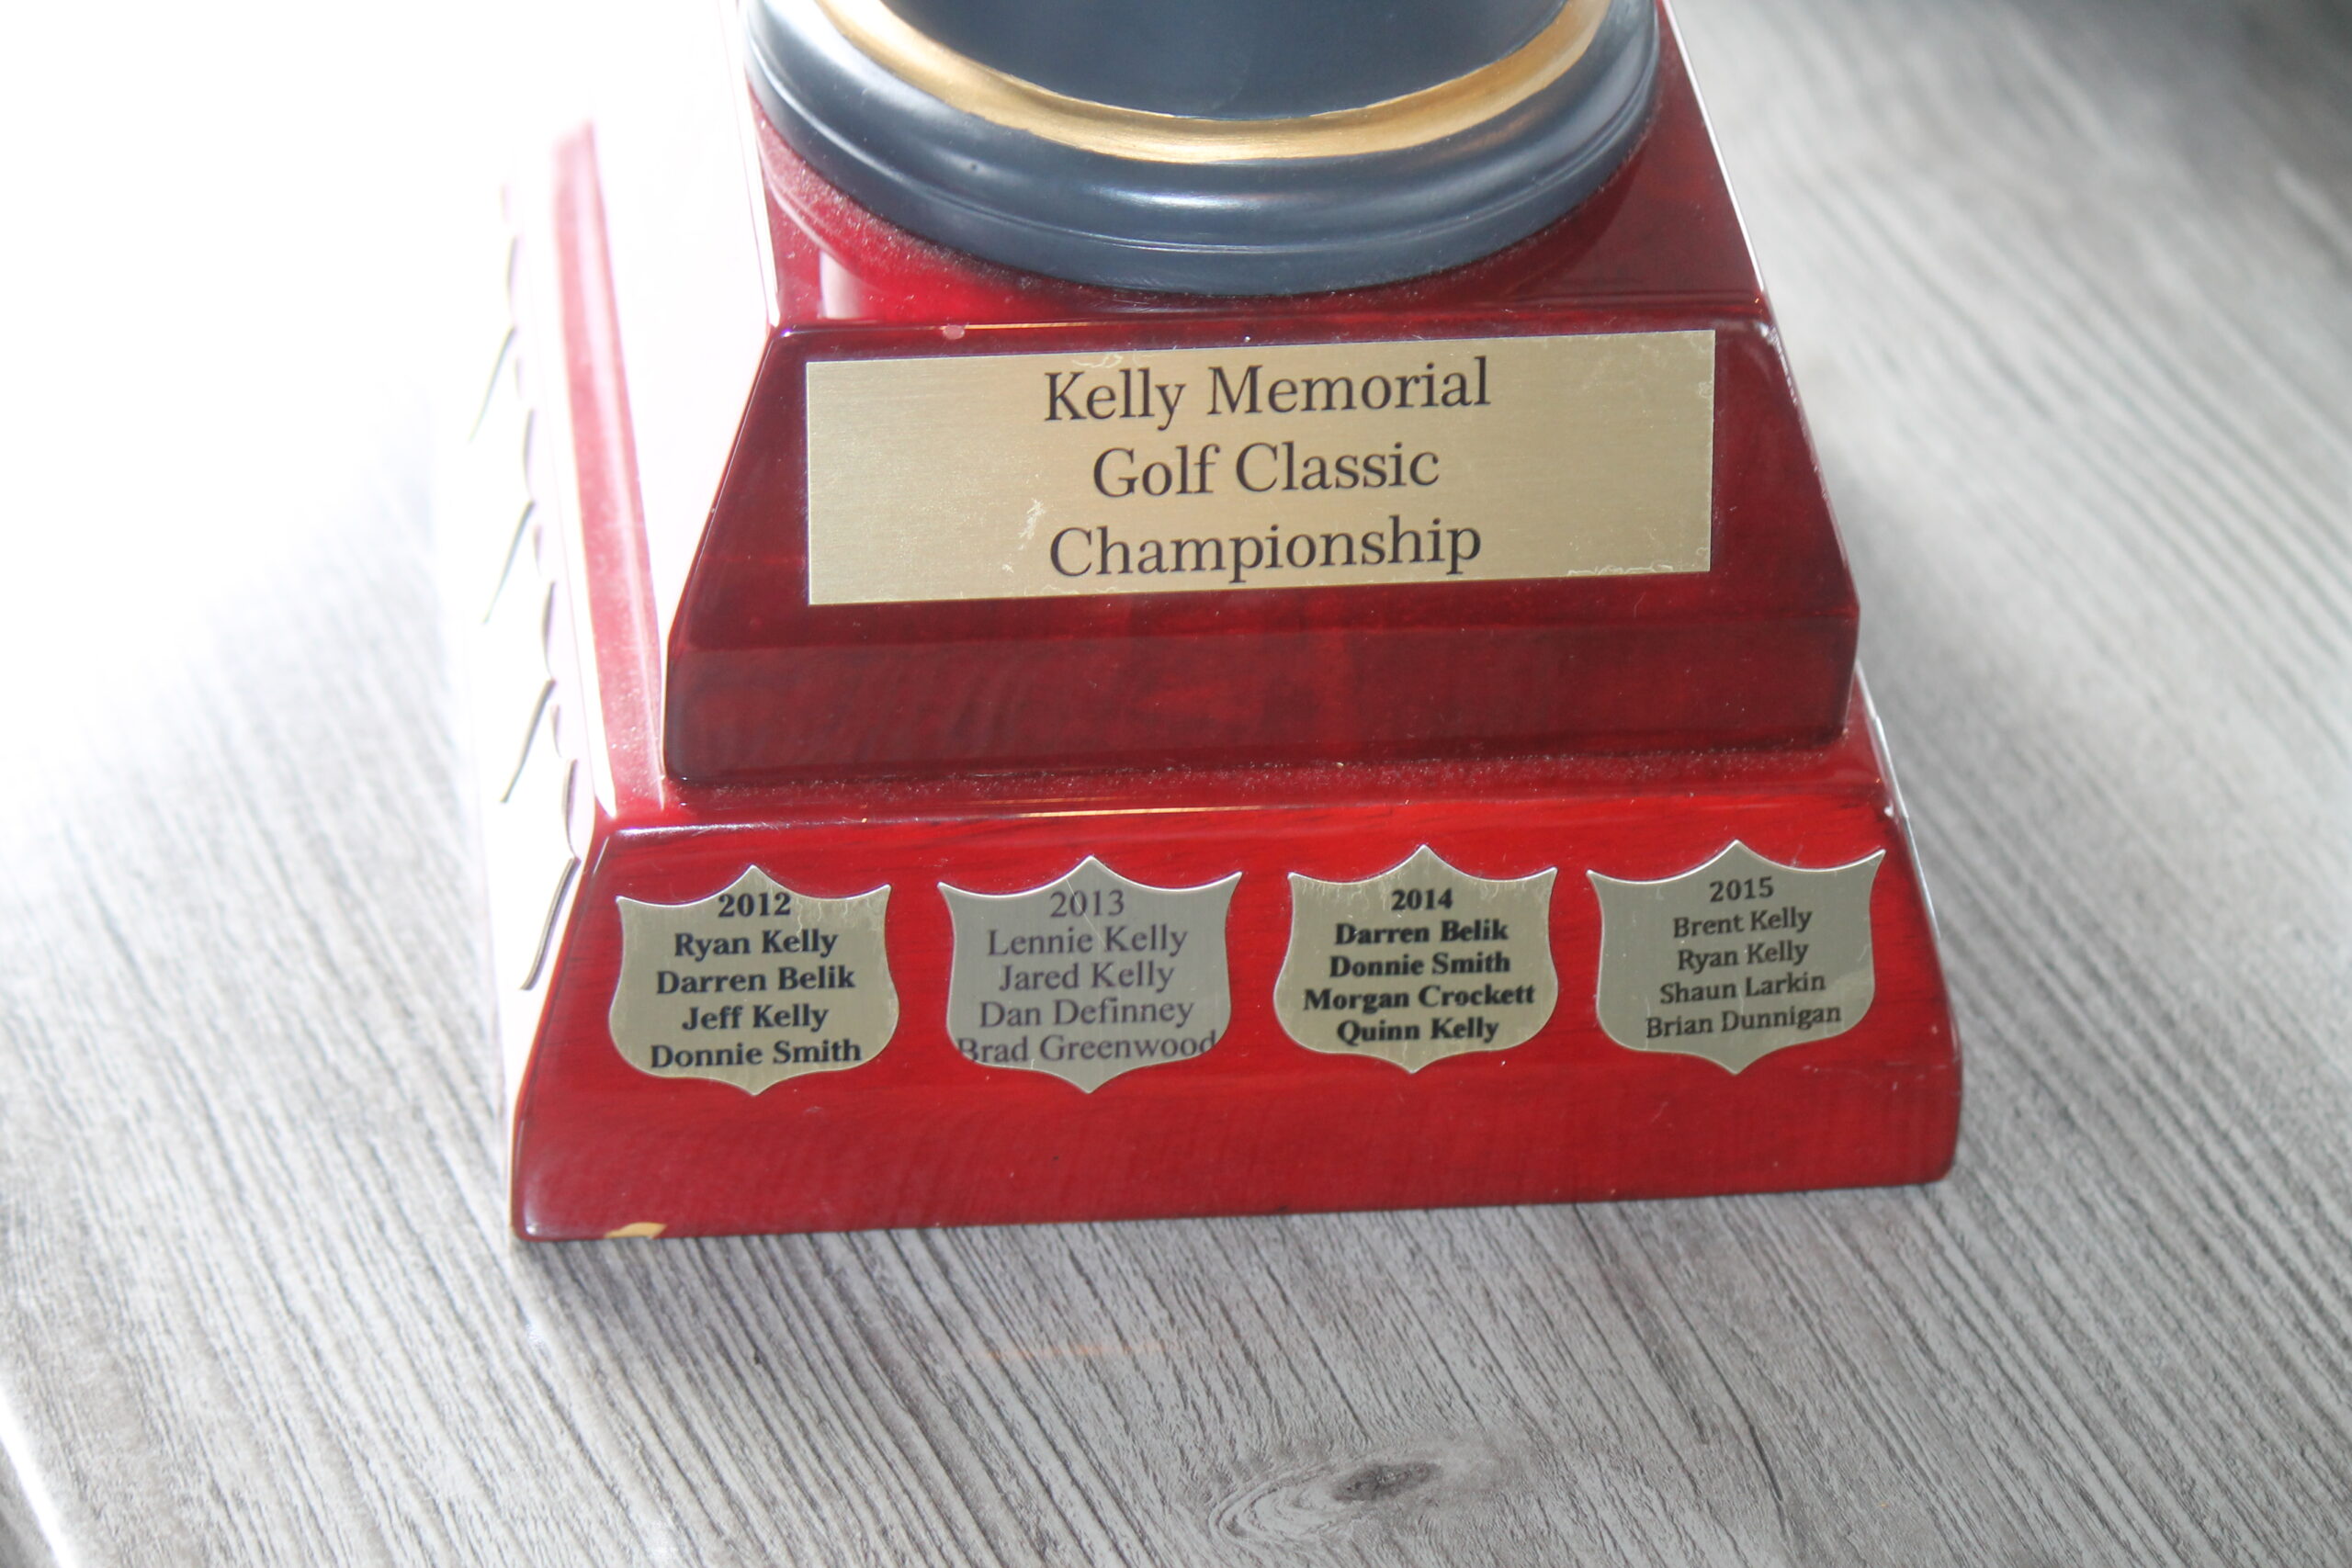 Kelly Memorial
Golf Classic
Championship
2012
Ryan Kelly
Darren Belik
Jeff Kelly
Donnie Smith
2013
Lennie Kelly
Jared Kelly
Dan Definney
Brad Greenwood
2014
Darren Belik
Donnie Smith
Morgan Crockett
Quinn Kelly
2015
Brent Kelly
Ryan Kelly
Shaun Larkin
Brian Dunnigan